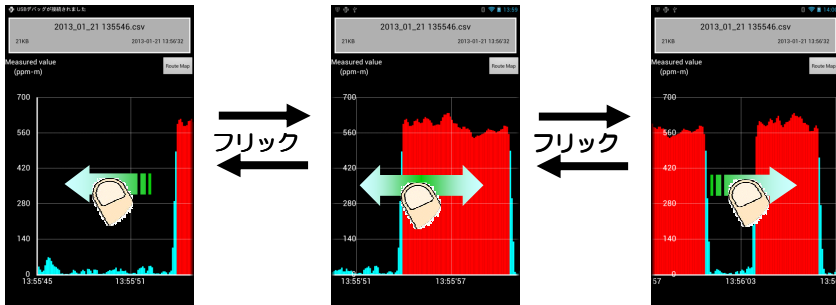 USBデバッグが接続されました
2013_01_21 135546.csv
21KB 2013-01-21 13:56'32
Measured value
(ppm-m)
Route Map
700
560
420
280
140
0
13:55'45 13:55'51
フリック
13:59
2013_01_21 135546.csv
21KB 2013-01-21 13:56'32
Measured value
(ppm-m)
Route Map
700
560
420
280
140
0
13:55'51 13:55'57
フリック
2013_01_21 135546.csv
21KB 2013-01-21 13:56'32
Measured value
(ppm-m)
Route Map
700
560
420
280
140
0
57 13:56'03